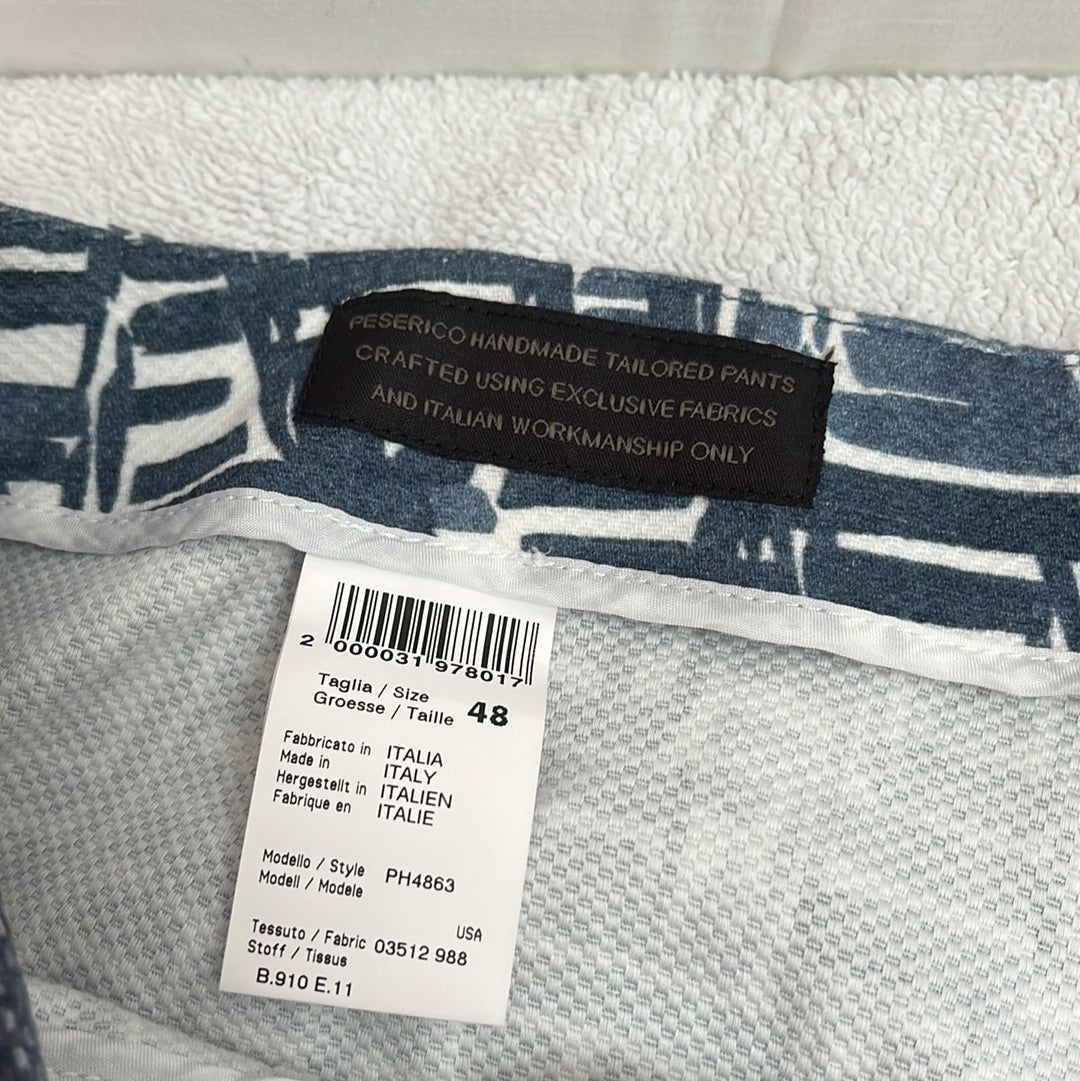 PESERICO HANDMADE TAILORED PANTS
CRAFTED USING EXCLUSIVE FABRICS
AND ITALIAN WORKMANSHIP ONLY
2 000031 978017
Taglia / Size
Groesse / Taille 48
Fabbricato in ITALIA
Made in ITALY
Hergestellt in ITALIEN
Fabrique en ITALIE
Modello / Style
Modell / Modele PH4863
USA
Tessuto / Fabric 03512 988
Stoff / Tissus
B.910 E.11